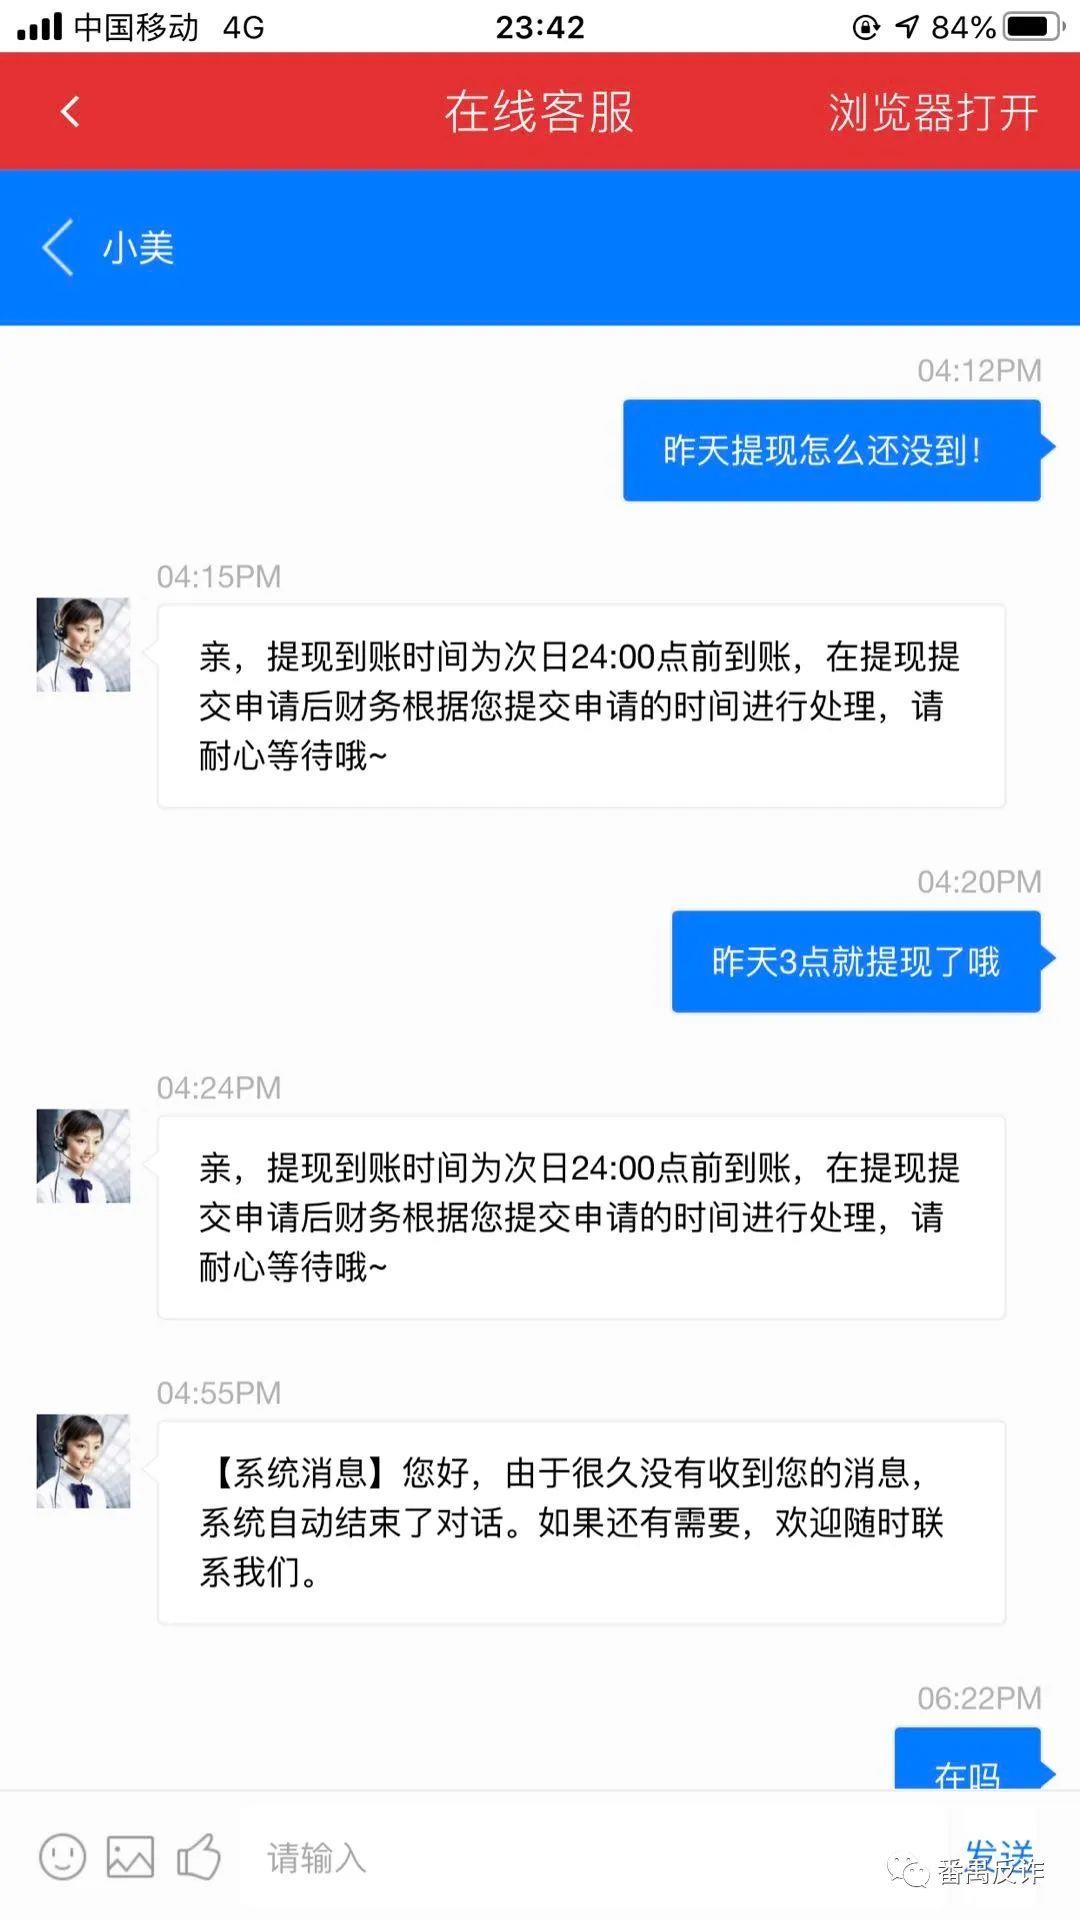 中国移动 4G 23:42 84%
在线客服 浏览器打开
小美
04:12PM
昨天提现怎么还没到!
04:15PM
亲，提现到账时间为次日24:00点前到账，在提现提
交申请后财务根据您提交申请的时间进行处理，请
耐心等待哦~
04:20PM
昨天3点就提现了哦
04:24PM
亲，提现到账时间为次日24:00点前到账，在提现提
交申请后财务根据您提交申请的时间进行处理，请
耐心等待哦~
04:55PM
【系统消息】您好，由于很久没有收到您的消息，
系统自动结束了对话。如果还有需要，欢迎随时联
系我们。
06:22PM
在吗
请输入 发送
番禺反诈